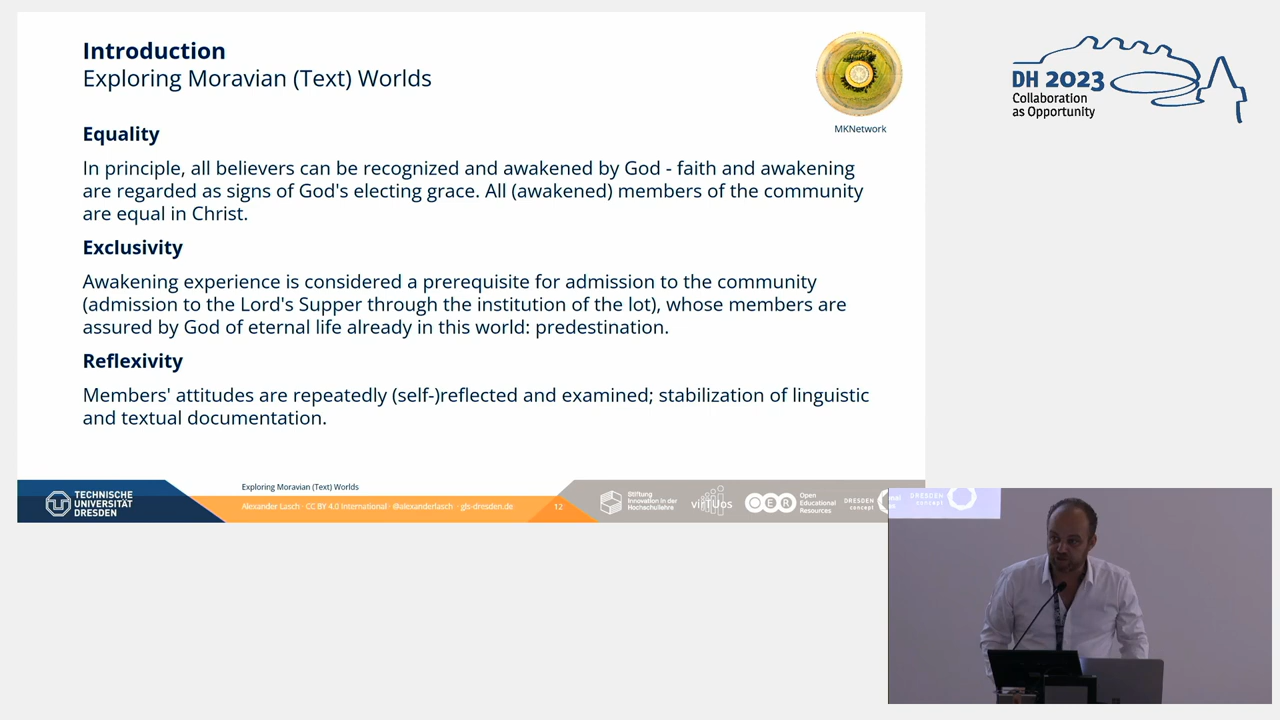 Introduction
Exploring Moravian (Text) Worlds
MKNetwork
Equality
In principle, all believers can be recognized and awakened by God - faith and awakening
are regarded as signs of God's electing grace. All (awakened) members of the community
are equal in Christ.
Exclusivity
Awakening experience is considered a prerequisite for admission to the community
(admission to the Lord's Supper through the institution of the lot), whose members are
assured by God of eternal life already in this world: predestination.
Reflexivity
Members' attitudes are repeatedly (self-)reflected and examined; stabilization of linguistic
and textual documentation.
TECHNISCHE
UNIVERSITÄT
DRESDEN
Exploring Moravian (Text) Worlds
Alexander Lasch · CC BY 4.0 International · @alexanderlasch · gls-dresden.de
12
Stiftung
Innovation in der
Hochschullehre
virTUos
OER
Open
Educational
Resources
DRESDEN
concept
DH 2023
Collaboration
as Opportunity
DRESDEN
concept